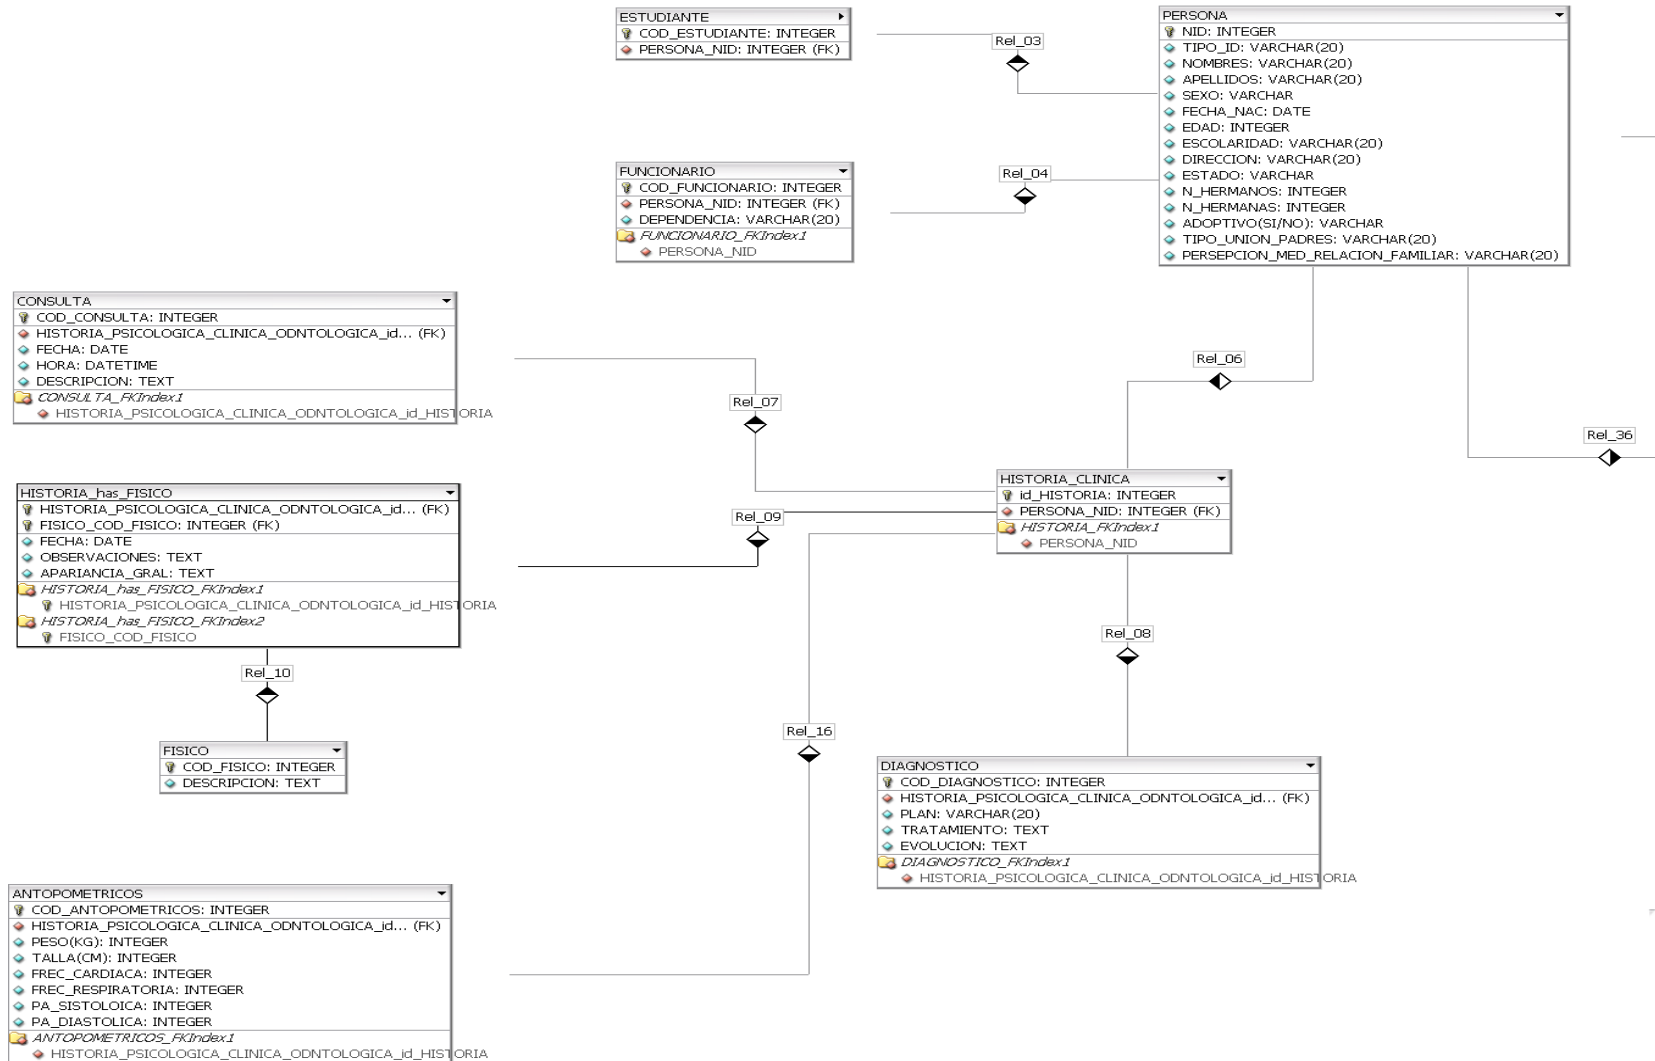 ESTUDIANTE
COD_ESTUDIANTE: INTEGER
PERSONA_NID: INTEGER (FK)
Rel_03
PERSONA
NID: INTEGER
TIPO_ID: VARCHAR(20)
NOMBRES: VARCHAR(20)
APELLIDOS: VARCHAR(20)
SEXO: VARCHAR
FECHA_NAC: DATE
EDAD: INTEGER
ESCOLARIDAD: VARCHAR(20)
DIRECCION: VARCHAR(20)
ESTADO: VARCHAR
N_HERMANOS: INTEGER
N_HERMANAS: INTEGER
ADOPTIVO(SI/NO): VARCHAR
TIPO_UNION_PADRES: VARCHAR(20)
PERSEPCION_MED_RELACION_FAMILIAR: VARCHAR(20)
FUNCIONARIO
COD_FUNCIONARIO: INTEGER
PERSONA_NID: INTEGER (FK)
DEPENDENCIA: VARCHAR(20)
FUNCIONARIO_FKIndex1
PERSONA_NID
Rel_04
CONSULTA
COD_CONSULTA: INTEGER
HISTORIA_PSICOLOGICA_CLINICA_ODNTOLOGICA_id... (FK)
FECHA: DATE
HORA: DATETIME
DESCRIPCION: TEXT
CONSULTA_FKIndex1
HISTORIA_PSICOLOGICA_CLINICA_ODNTOLOGICA_id_HISTORIA
Rel_06
Rel_07
Rel_36
HISTORIA_has_FISICO
HISTORIA_PSICOLOGICA_CLINICA_ODNTOLOGICA_id... (FK)
FISICO_COD_FISICO: INTEGER (FK)
FECHA: DATE
OBSERVACIONES: TEXT
APARIANCIA_GRAL: TEXT
HISTORIA_has_FISICO_FKIndex1
HISTORIA_PSICOLOGICA_CLINICA_ODNTOLOGICA_id_HISTORIA
HISTORIA_has_FISICO_FKIndex2
FISICO_COD_FISICO
Rel_09
HISTORIA_CLINICA
id_HISTORIA: INTEGER
PERSONA_NID: INTEGER (FK)
HISTORIA_FKIndex1
PERSONA_NID
Rel_10
Rel_08
Rel_16
FISICO
COD_FISICO: INTEGER
DESCRIPCION: TEXT
DIAGNOSTICO
COD_DIAGNOSTICO: INTEGER
HISTORIA_PSICOLOGICA_CLINICA_ODNTOLOGICA_id... (FK)
PLAN: VARCHAR(20)
TRATAMIENTO: TEXT
EVOLUCION: TEXT
DIAGNOSTICO_FKIndex1
HISTORIA_PSICOLOGICA_CLINICA_ODNTOLOGICA_id_HISTORIA
ANTOPOMETRICOS
COD_ANTOPOMETRICOS: INTEGER
HISTORIA_PSICOLOGICA_CLINICA_ODNTOLOGICA_id... (FK)
PESO(KG): INTEGER
TALLA(CM): INTEGER
FREC_CARDIACA: INTEGER
FREC_RESPIRATORIA: INTEGER
PA_SISTOLOICA: INTEGER
PA_DIASTOLICA: INTEGER
ANTOPOMETRICOS_FKIndex1
HISTORIA_PSICOLOGICA_CLINICA_ODNTOLOGICA_id_HISTORIA